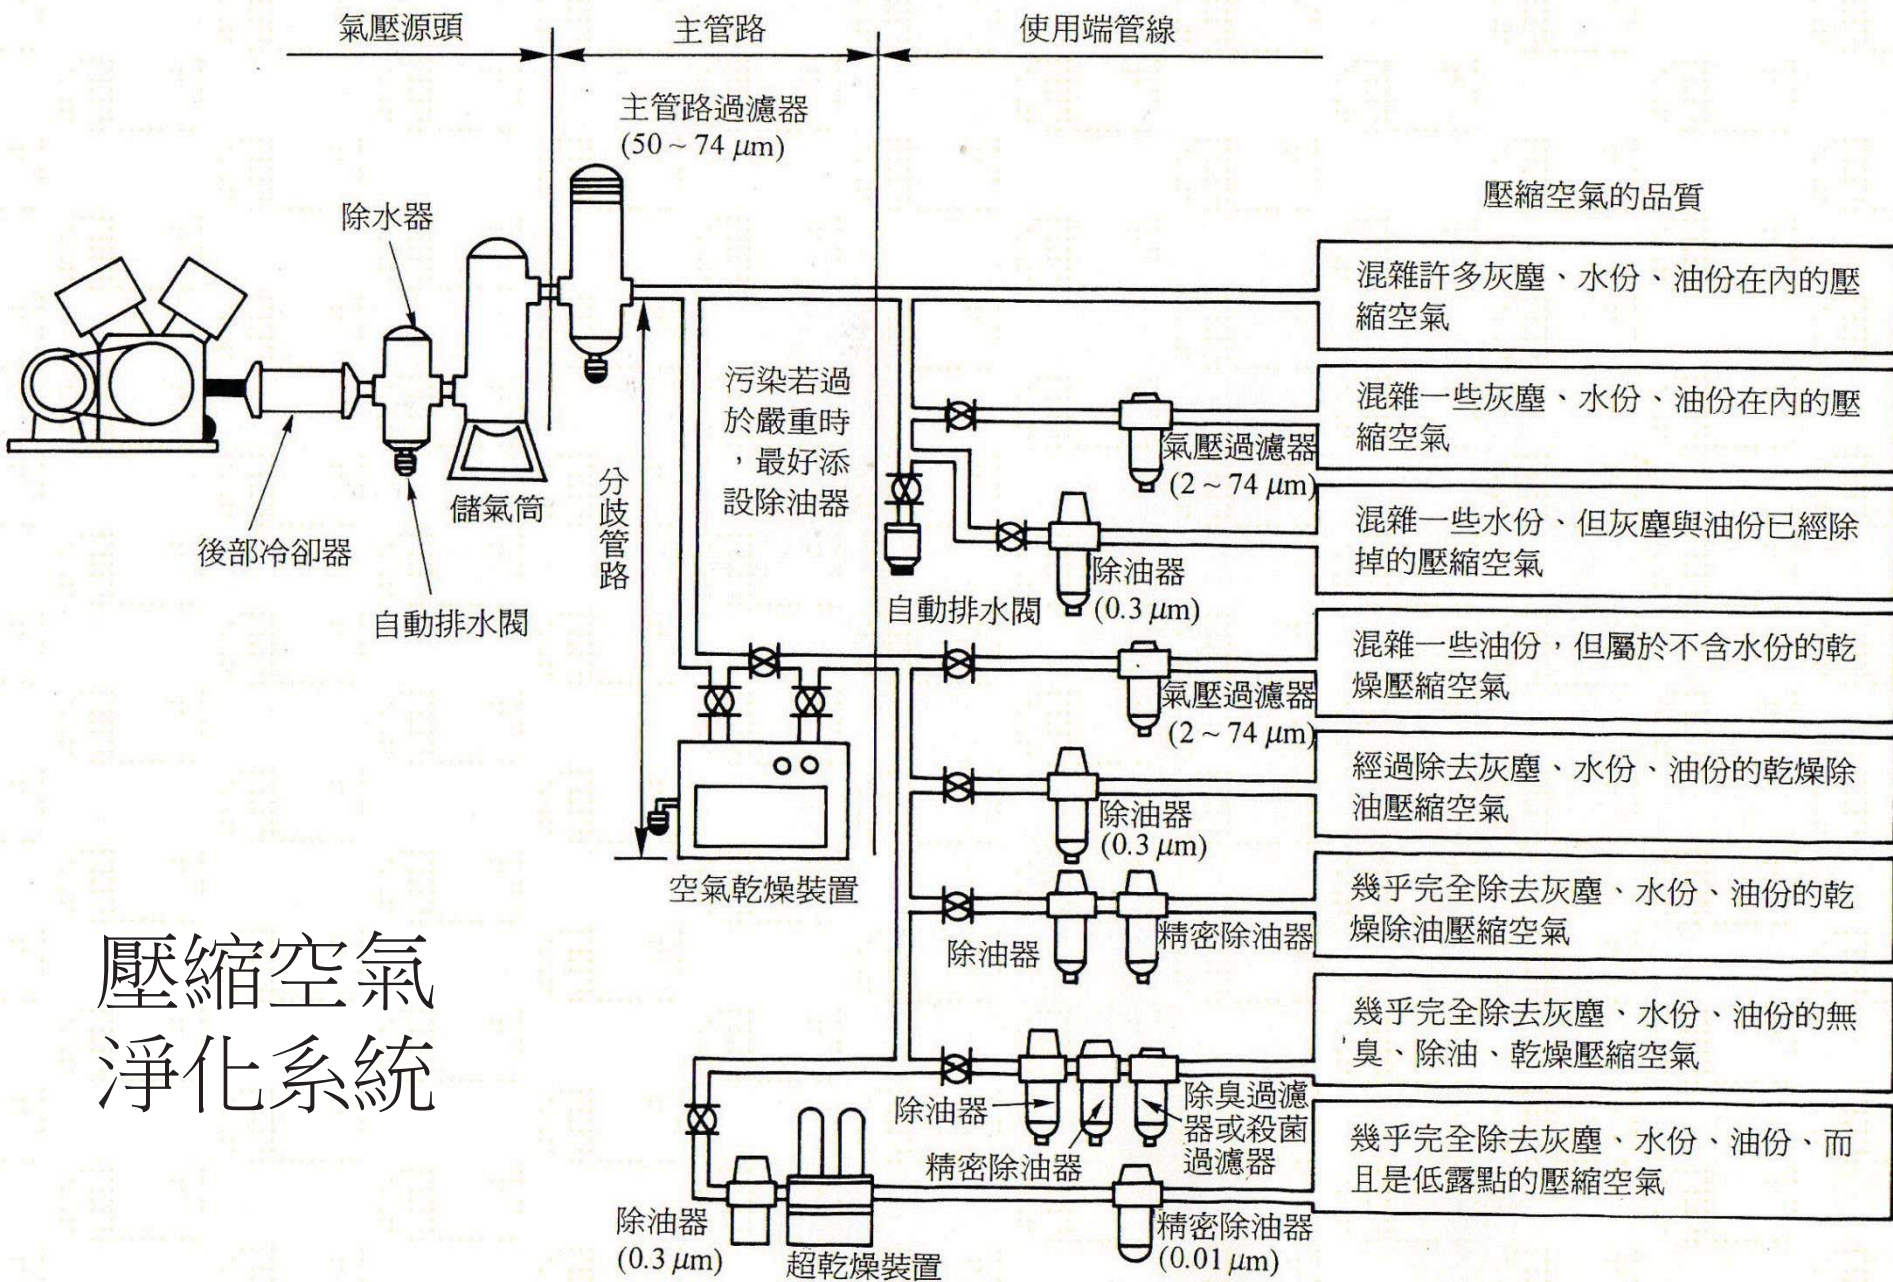 氣壓源頭
主管路
使用端管線
主管路過濾器
(50 ~ 74 μm)
壓縮空氣的品質
除水器
混雜許多灰塵、水份、油份在內的壓
縮空氣
污染若過
於嚴重時
，最好添
設除油器
混雜一些灰塵、水份、油份在內的壓
縮空氣
氣壓過濾器
(2 ~ 74 μm)
儲氣筒
分歧管路
後部冷卻器
自動排水閥
混雜一些水份、但灰塵與油份已經除
掉的壓縮空氣
除油器
(0.3 μm)
自動排水閥
混雜一些油份，但屬於不含水份的乾
燥壓縮空氣
氣壓過濾器
(2 ~ 74 μm)
經過除去灰塵、水份、油份的乾燥除
油壓縮空氣
除油器
(0.3 μm)
空氣乾燥裝置
幾乎完全除去灰塵、水份、油份的乾
燥除油壓縮空氣
除油器
精密除油器
壓縮空氣
淨化系統
幾乎完全除去灰塵、水份、油份的無
臭、除油、乾燥壓縮空氣
除油器
精密除油器
除臭過濾
器或殺菌
過濾器
幾乎完全除去灰塵、水份、油份、而
且是低露點的壓縮空氣
除油器
(0.3 μm)
超乾燥裝置
精密除油器
(0.01 μm)